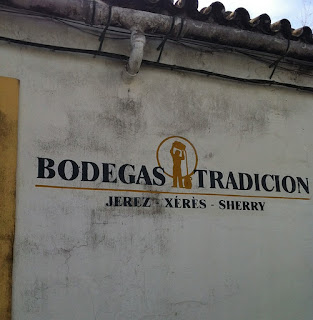 BODEGAS TRADICION
JEREZ - XÉRÈS - SHERRY